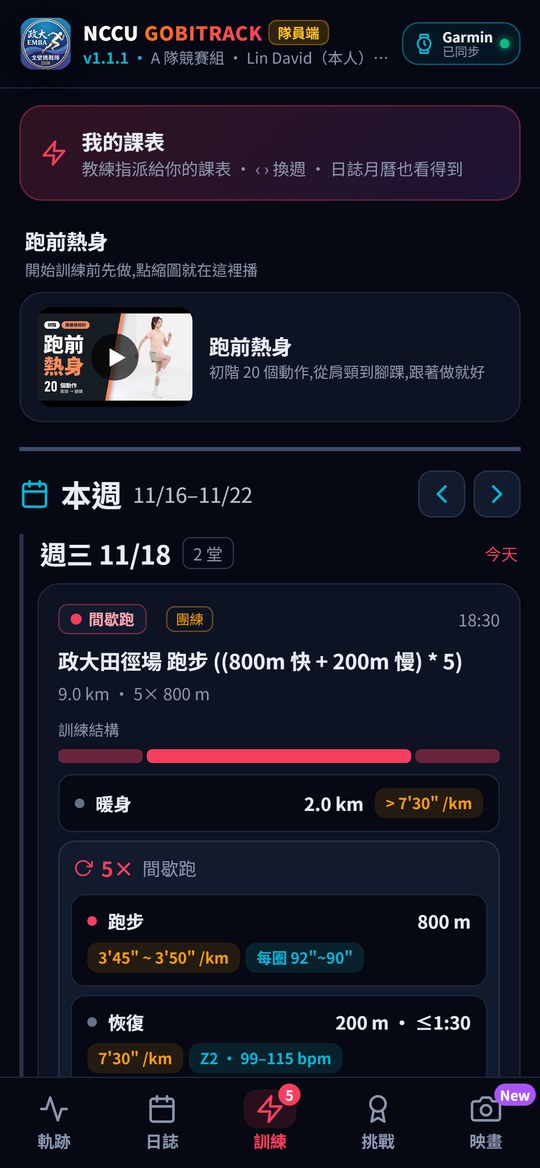 政大
EMBA
戈壁挑戰隊
NCCU GOBITRACK 隊員端
v1.1.1 • A 隊競賽組 • Lin David（本人） …
Garmin
已同步
我的課表
教練指派給你的課表 • ‹ › 換週 • 日誌月曆也看得到
跑前熱身
開始訓練前先做,點縮圖就在這裡播
初階
跑前
熱身
20 個動作
跑前熱身
初階 20 個動作,從肩頸到腳踝,跟著做就好
本週 11/16–11/22
週三 11/18 2 堂 今天
間歇跑 團練 18:30
政大田徑場 跑步 ((800m 快 + 200m 慢) * 5)
9.0 km • 5× 800 m
訓練結構
暖身 2.0 km > 7'30" /km
5× 間歇跑
跑步 800 m
3'45" ~ 3'50" /km 每圈 92"~90"
恢復 200 m • ≤1:30
7'30" /km Z2 • 99–115 bpm
5
New
軌跡 日誌 訓練 挑戰 映畫